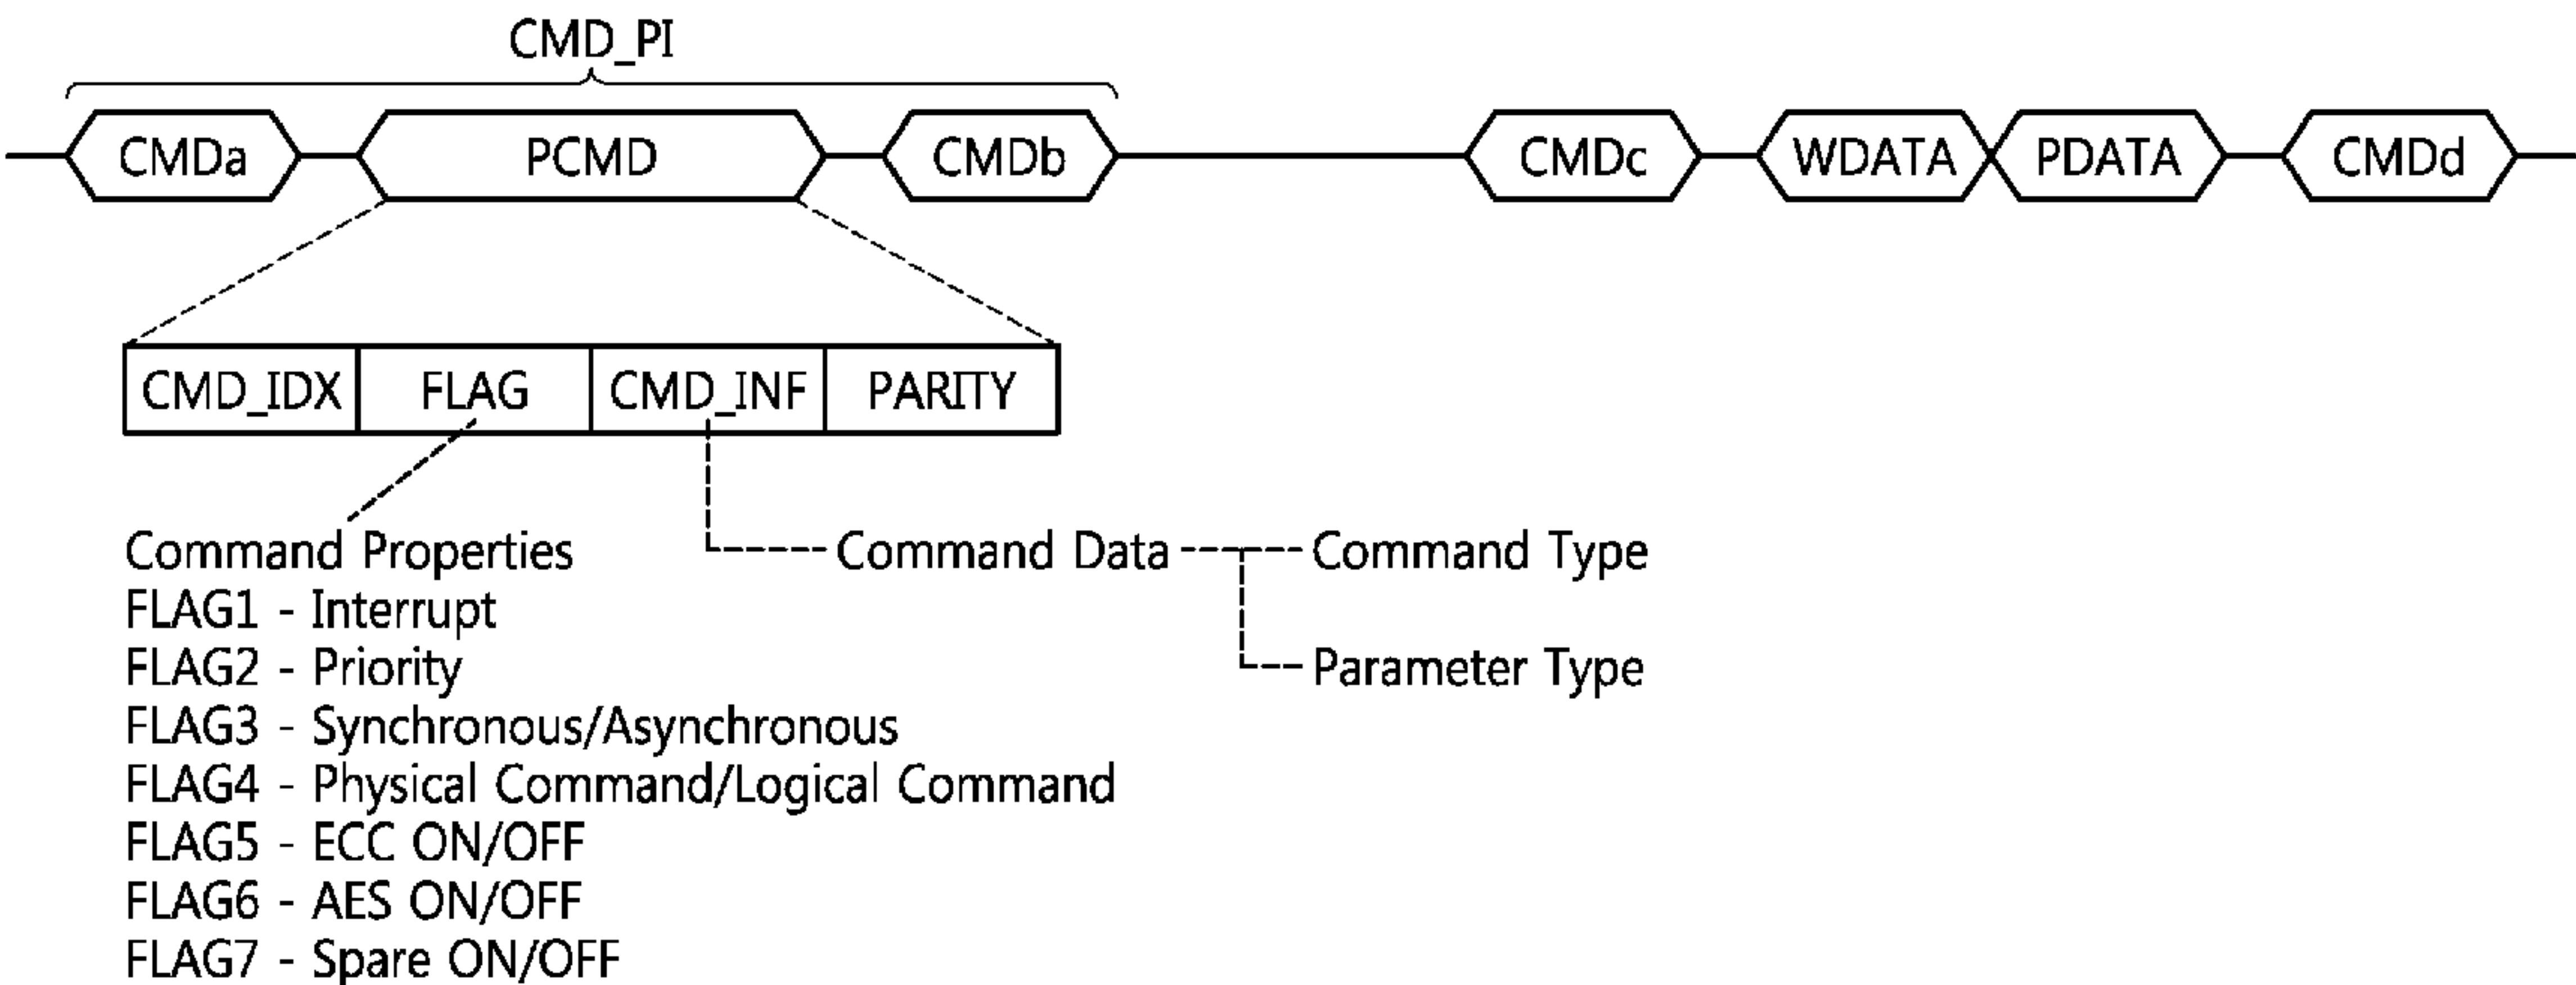 CMD_PI
CMDa PCMD CMDb CMDc WDATA PDATA CMDd
CMD_IDX FLAG CMD_INF PARITY
Command Properties Command Data Command Type
FLAG1 - Interrupt
FLAG2 - Priority Parameter Type
FLAG3 - Synchronous/Asynchronous
FLAG4 - Physical Command/Logical Command
FLAG5 - ECC ON/OFF
FLAG6 - AES ON/OFF
FLAG7 - Spare ON/OFF